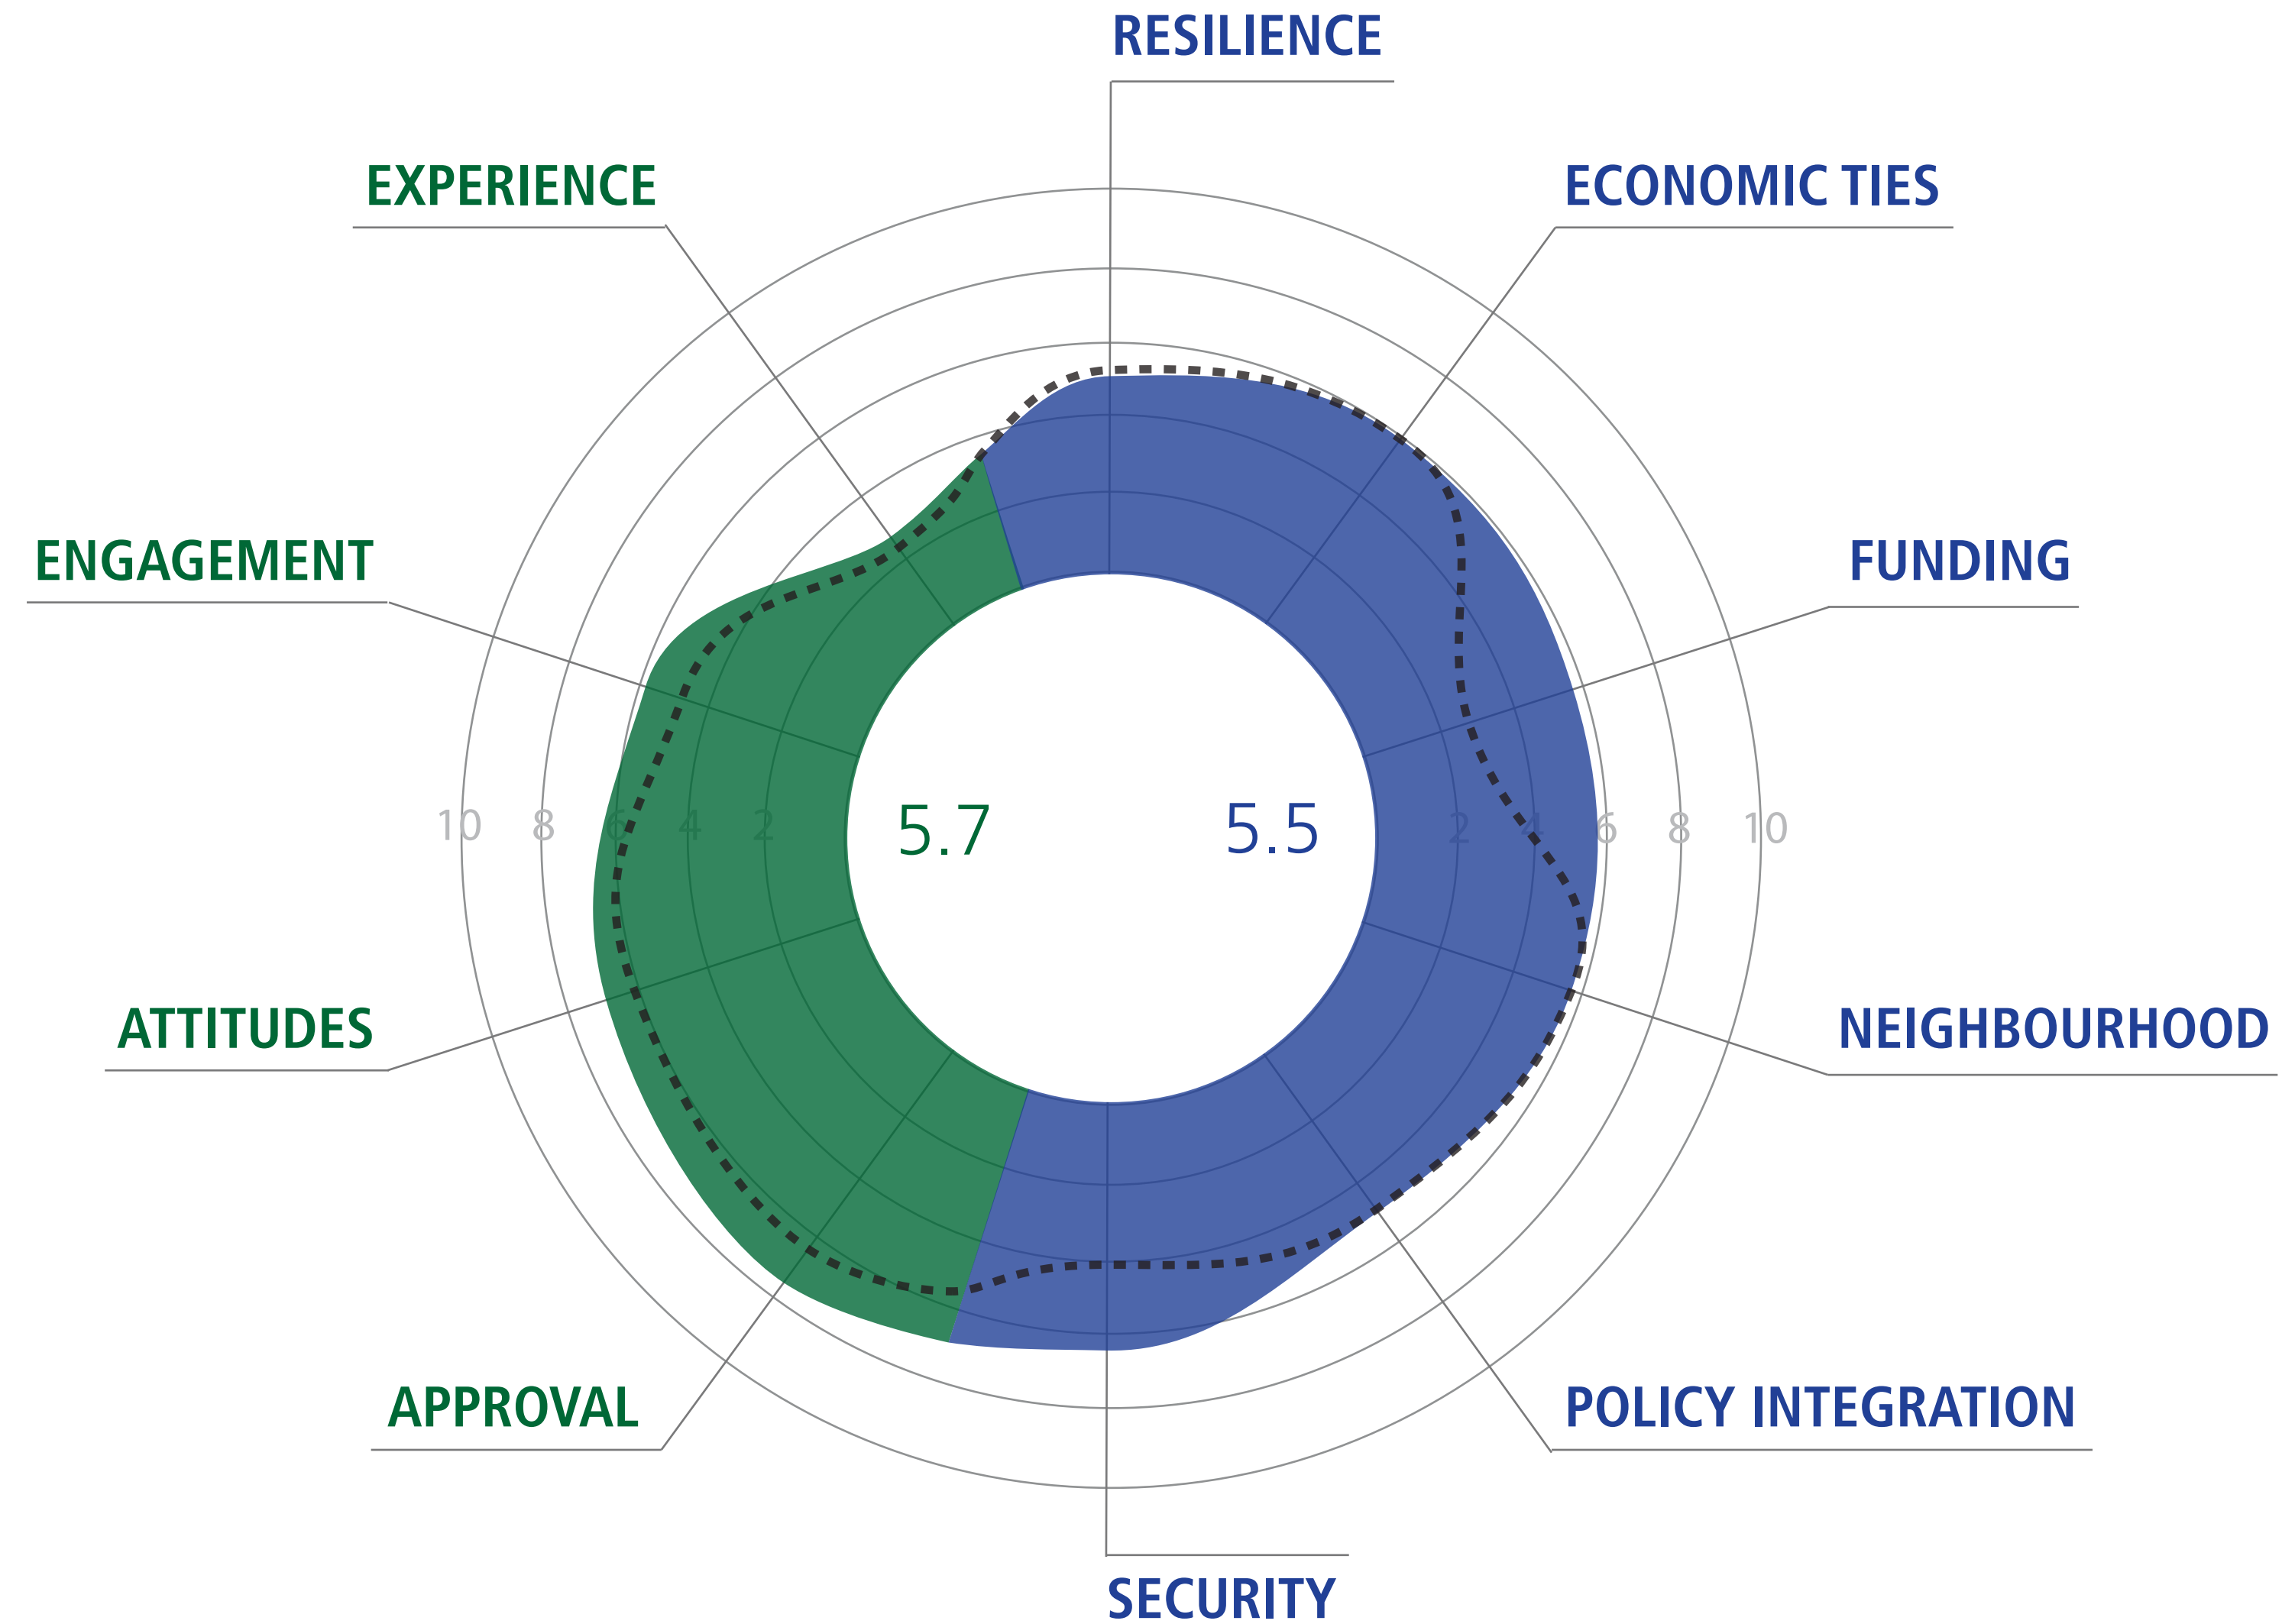 RESILIENCE
EXPERIENCE
ECONOMIC TIES
ENGAGEMENT
FUNDING
10 8 6 4 2 5.7 5.5 2 4 6 8 10
ATTITUDES
NEIGHBOURHOOD
APPROVAL
POLICY INTEGRATION
SECURITY